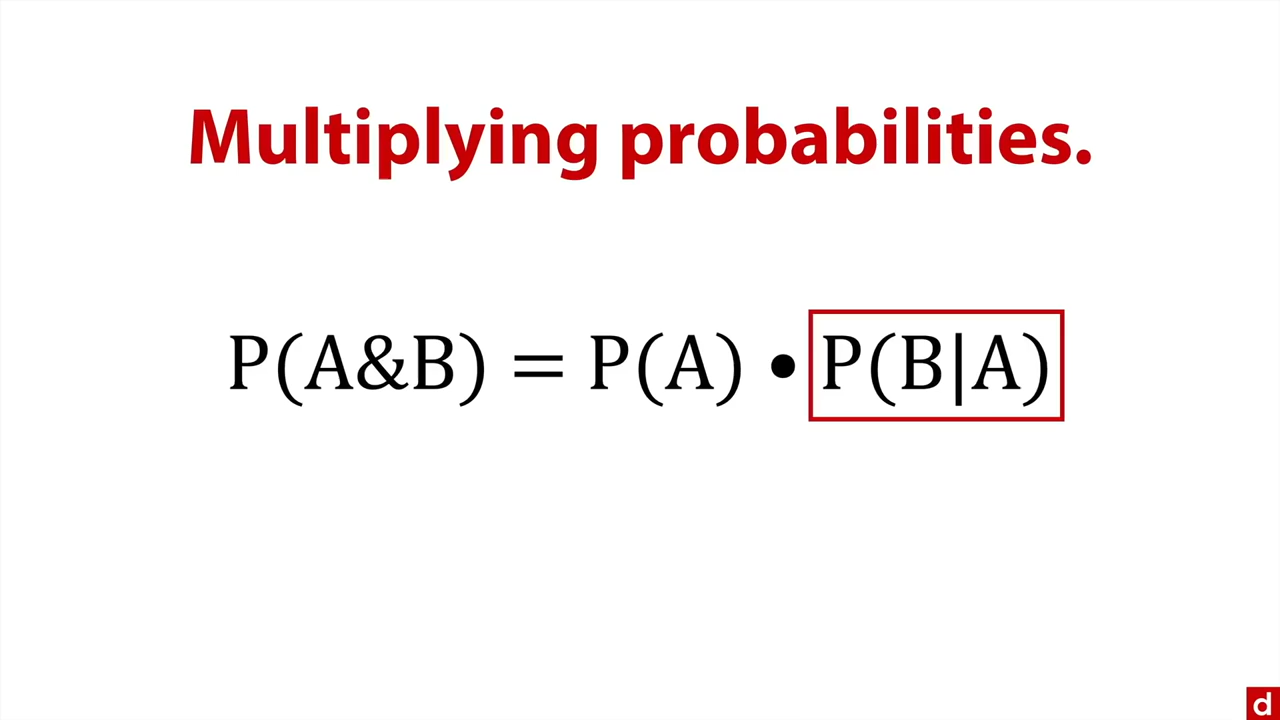 Multiplying probabilities.
P(A&B) = P(A) • P(B|A)
d